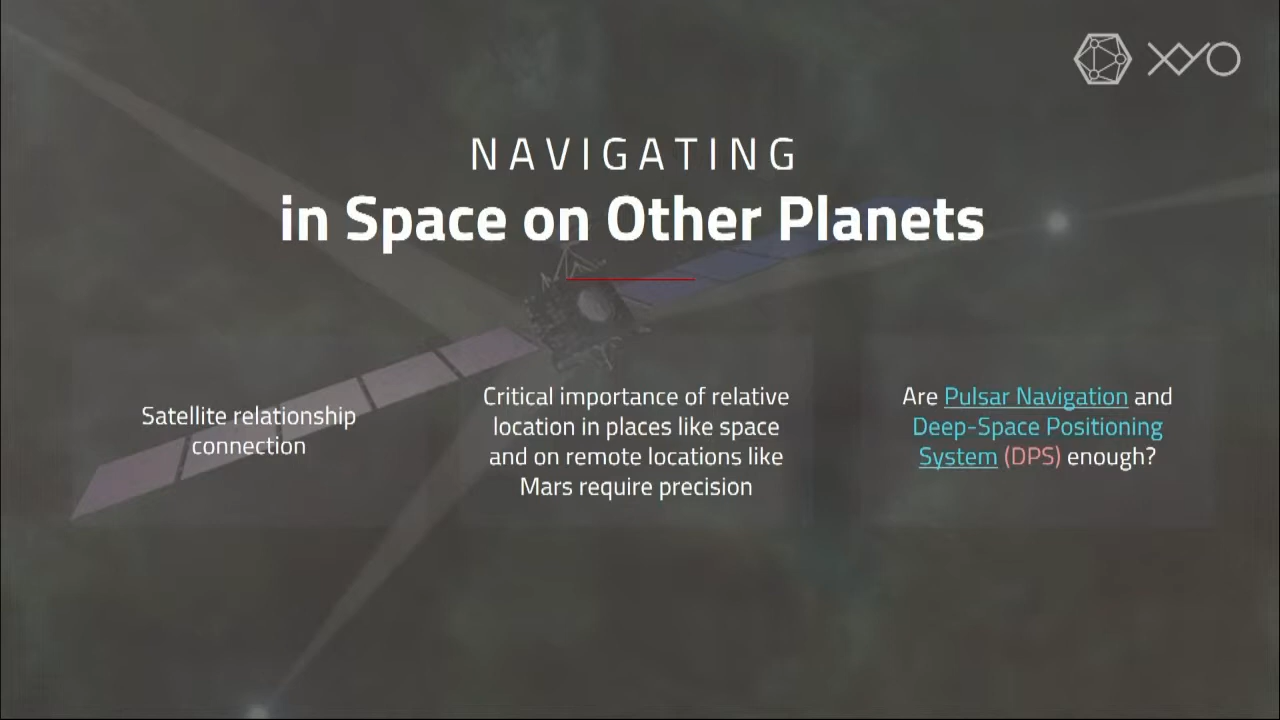 XYO
NAVIGATING
in Space on Other Planets
Satellite relationship
connection
Critical importance of relative
location in places like space
and on remote locations like
Mars require precision
Are Pulsar Navigation and
Deep-Space Positioning
System (DPS) enough?